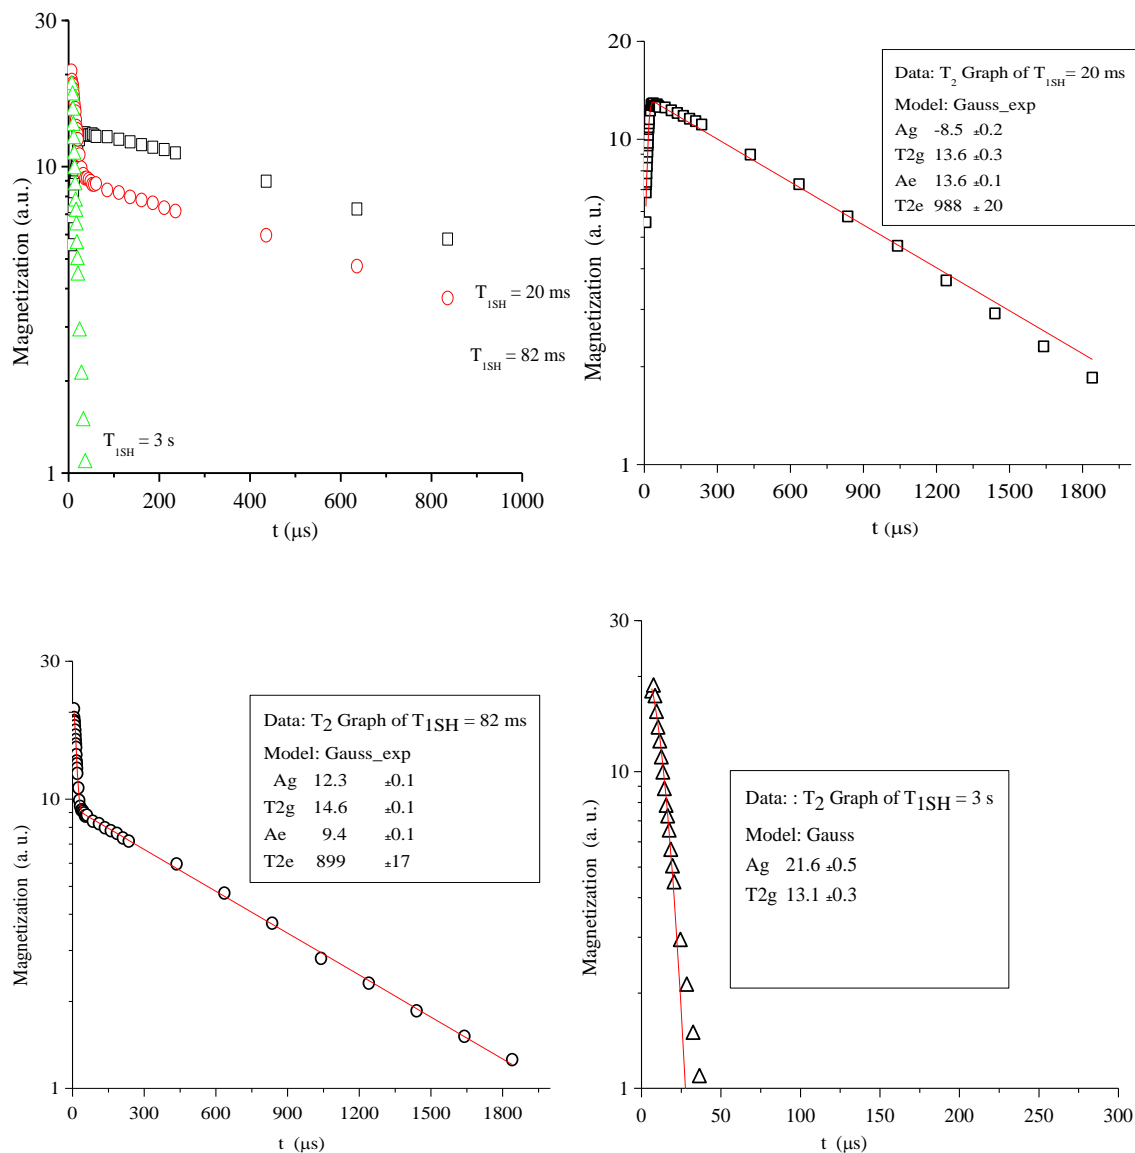 30
10
1
Magnetization (a.u.)
0 200 400 600 800 1000
t (μs)
T1SH = 20 ms
T1SH = 82 ms
T1SH = 3 s
20
10
1
Magnetization (a. u.)
0 300 600 900 1200 1500 1800
t (μs)
Data: T2 Graph of T1SH = 20 ms
Model: Gauss_exp
Ag -8.5 ±0.2
T2g 13.6 ±0.3
Ae 13.6 ±0.1
T2e 988 ± 20
30
10
1
Magnetization (a. u.)
0 300 600 900 1200 1500 1800
t (μs)
Data: T2 Graph of T1SH = 82 ms
Model: Gauss_exp
Ag 12.3 ±0.1
T2g 14.6 ±0.1
Ae 9.4 ±0.1
T2e 899 ±17
30
10
1
Magnetization (a. u.)
0 50 100 150 200 250 300
t (μs)
Data: : T2 Graph of T1SH = 3 s
Model: Gauss
Ag 21.6 ±0.5
T2g 13.1 ±0.3